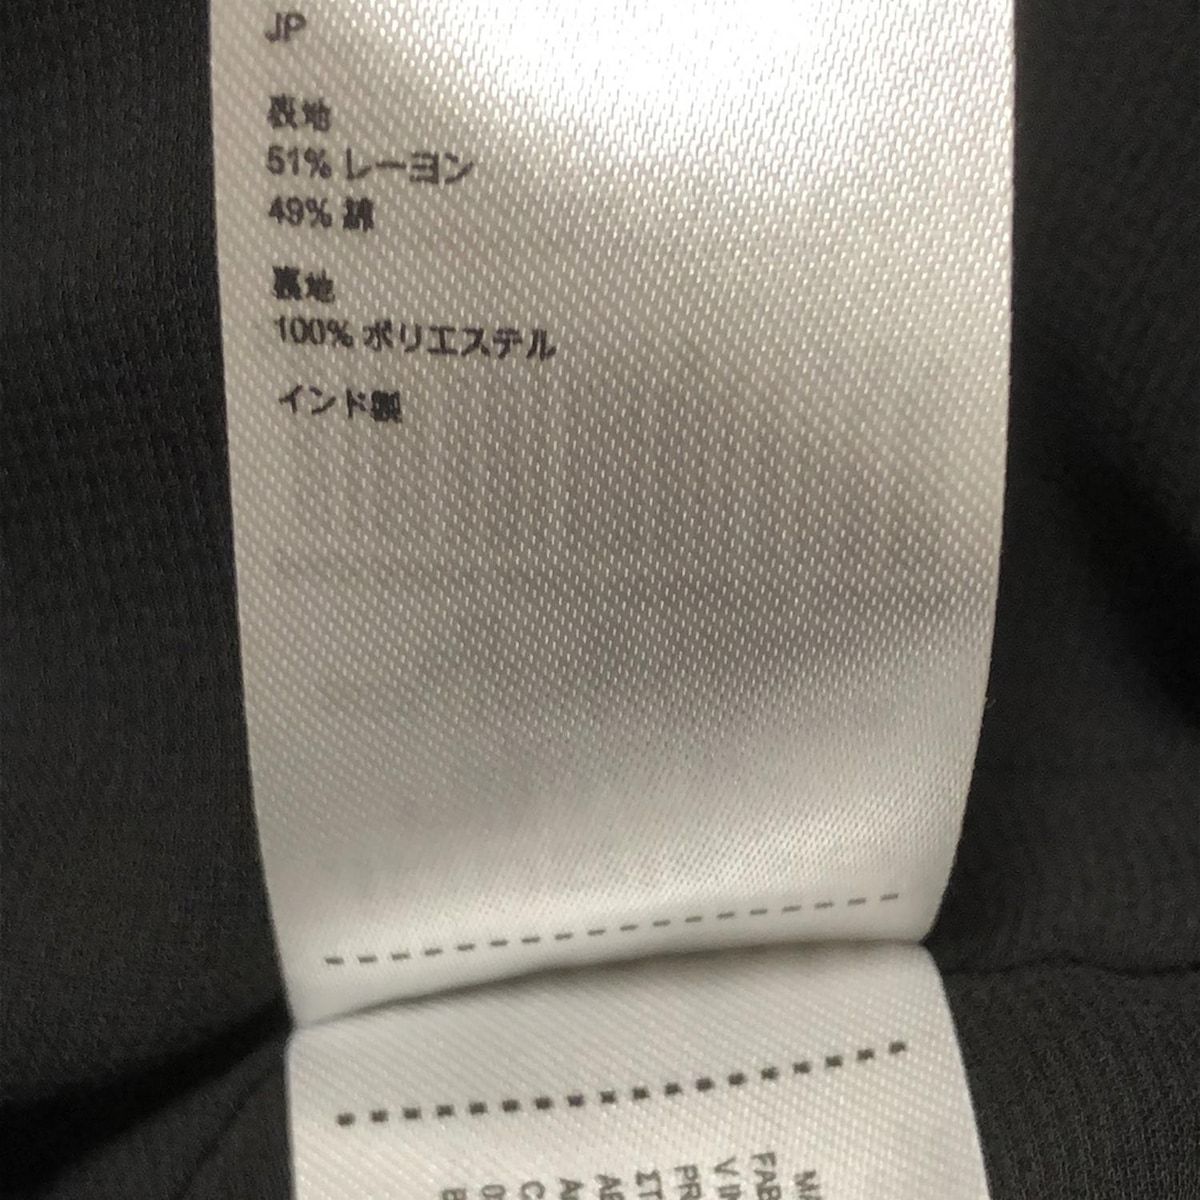 JP
表地
51% レーヨン
49% 綿
裏地
100% ポリエステル
インド製